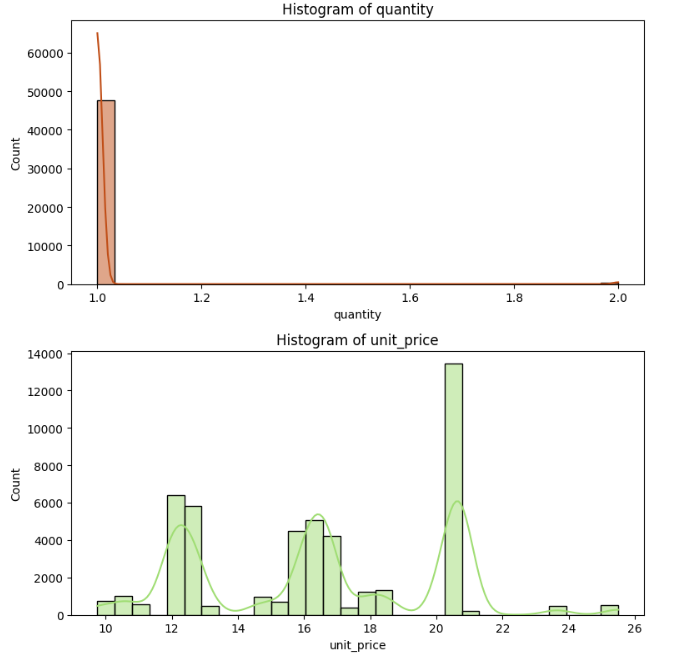 Histogram of quantity
60000
50000
40000
30000
20000
10000
0
Count
1.0 1.2 1.4 1.6 1.8 2.0
quantity
Histogram of unit_price
14000
12000
10000
8000
6000
4000
2000
0
Count
10 12 14 16 18 20 22 24 26
unit_price